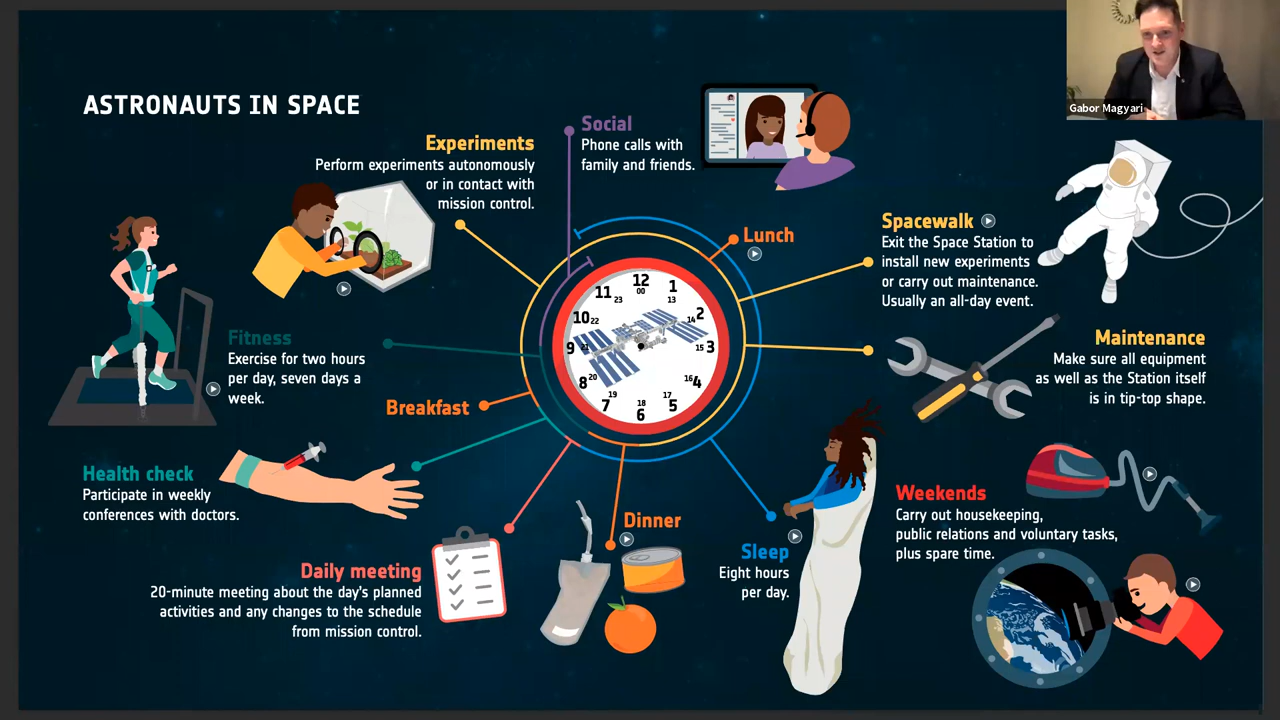 Gabor Magyari
ASTRONAUTS IN SPACE
Social
Phone calls with
family and friends.
Experiments
Perform experiments autonomously
or in contact with
mission control.
Lunch
Spacewalk
Exit the Space Station to
install new experiments
or carry out maintenance.
Usually an all-day event.
Fitness
Exercise for two hours
per day, seven days a
week.
12
00
1
13
2
14
3
15
4
16
5
17
6
18
7
19
8
20
9
21
10
22
11
23
Maintenance
Make sure all equipment
as well as the Station itself
is in tip-top shape.
Breakfast
Health check
Participate in weekly
conferences with doctors.
Weekends
Carry out housekeeping,
public relations and voluntary tasks,
plus spare time.
Dinner
Sleep
Eight hours
per day.
Daily meeting
20-minute meeting about the day's planned
activities and any changes to the schedule
from mission control.